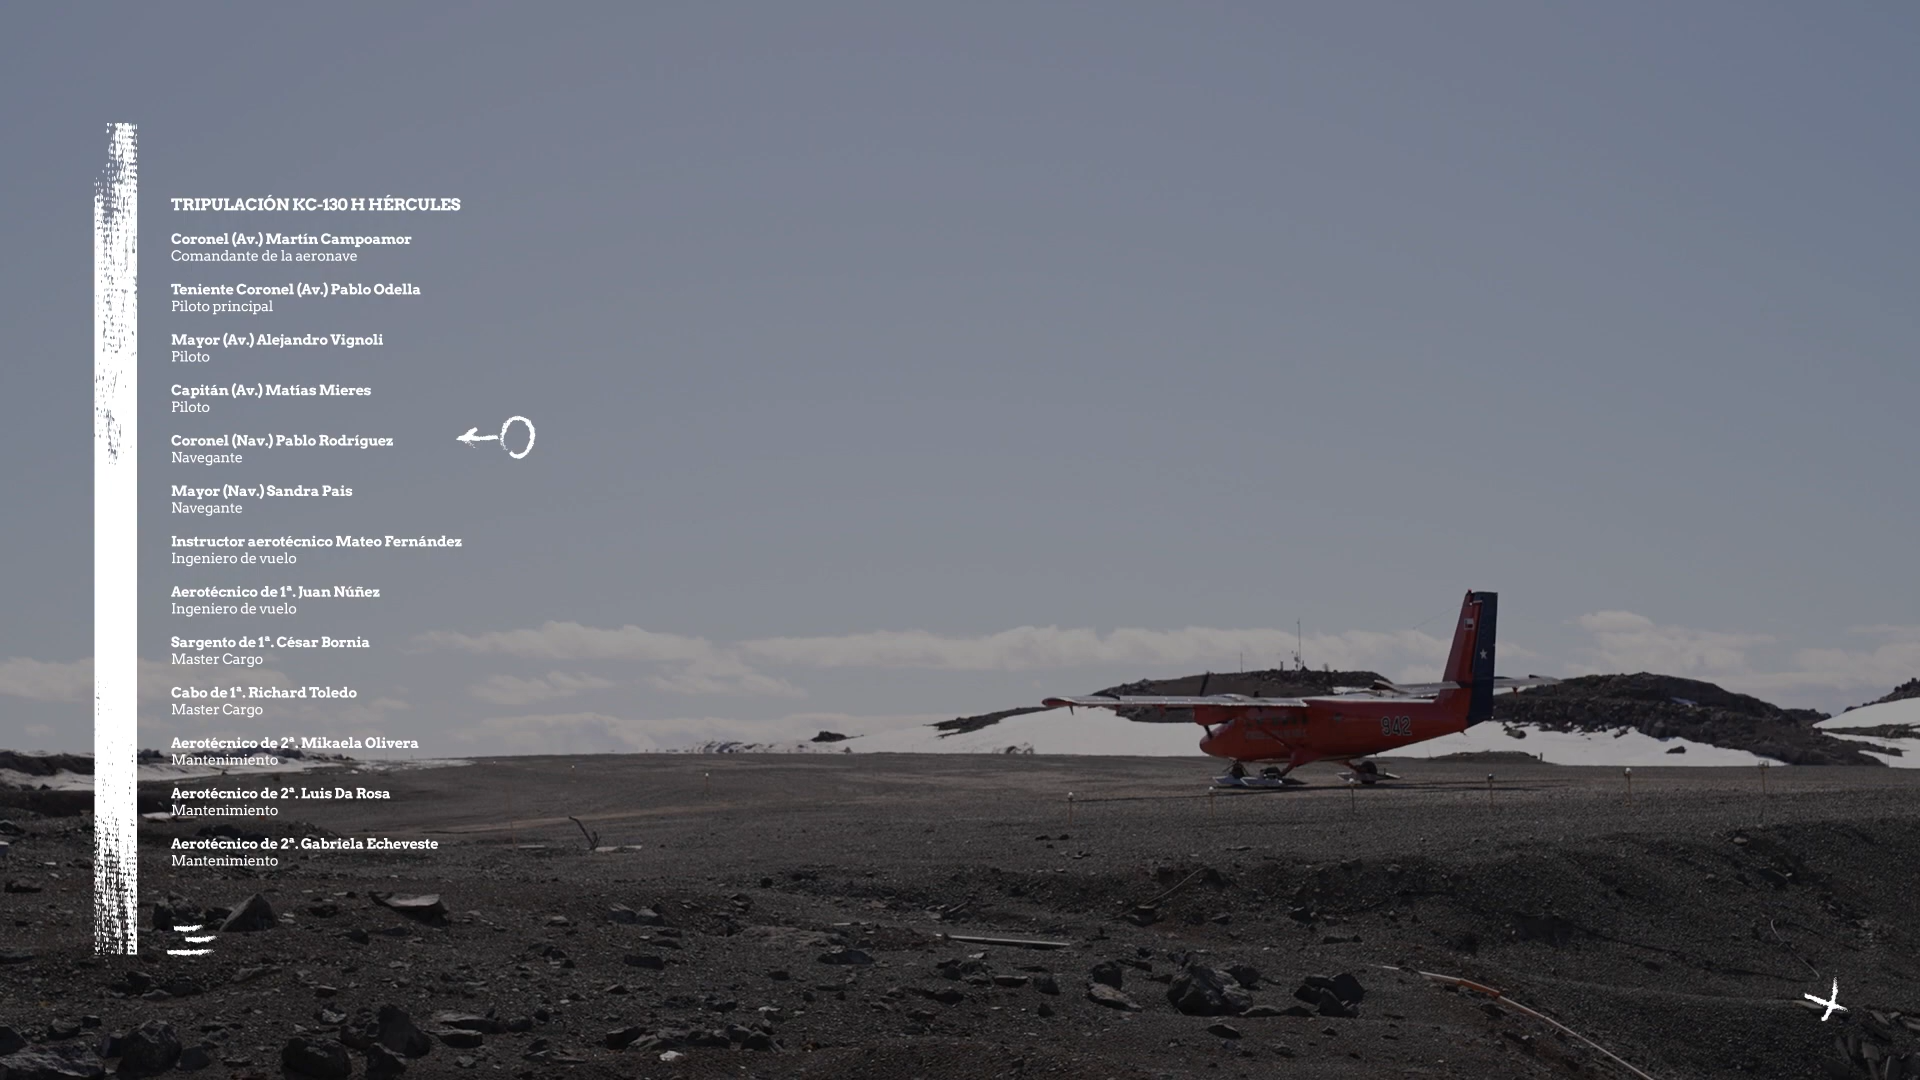 TRIPULACIÓN KC-130 H HÉRCULES
Coronel (Av.) Martín Campoamor
Comandante de la aeronave
Teniente Coronel (Av.) Pablo Odella
Piloto principal
Mayor (Av.) Alejandro Vignoli
Piloto
Capitán (Av.) Matías Mieres
Piloto
Coronel (Nav.) Pablo Rodríguez
Navegante
Mayor (Nav.) Sandra Pais
Navegante
Instructor aerotécnico Mateo Fernández
Ingeniero de vuelo
Aerotécnico de 1ª. Juan Núñez
Ingeniero de vuelo
Sargento de 1ª. César Bornia
Master Cargo
Cabo de 1ª. Richard Toledo
Master Cargo
Aerotécnico de 2ª. Mikaela Olivera
Mantenimiento
Aerotécnico de 2ª. Luis Da Rosa
Mantenimiento
Aerotécnico de 2ª. Gabriela Echeveste
Mantenimiento
942